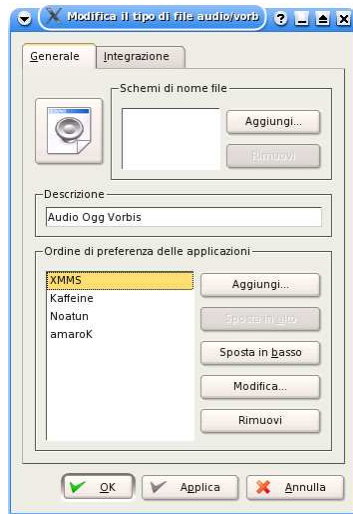 Modifica il tipo di file audio/vorb
Generale
Integrazione
Schemi di nome file
Aggiungi...
Rimuovi
Descrizione
Audio Ogg Vorbis
Ordine di preferenza delle applicazioni
XMMS
Kaffeine
Noatun
amaroK
Aggiungi...
Sposta in alto
Sposta in basso
Modifica...
Rimuovi
OK
Applica
Annulla